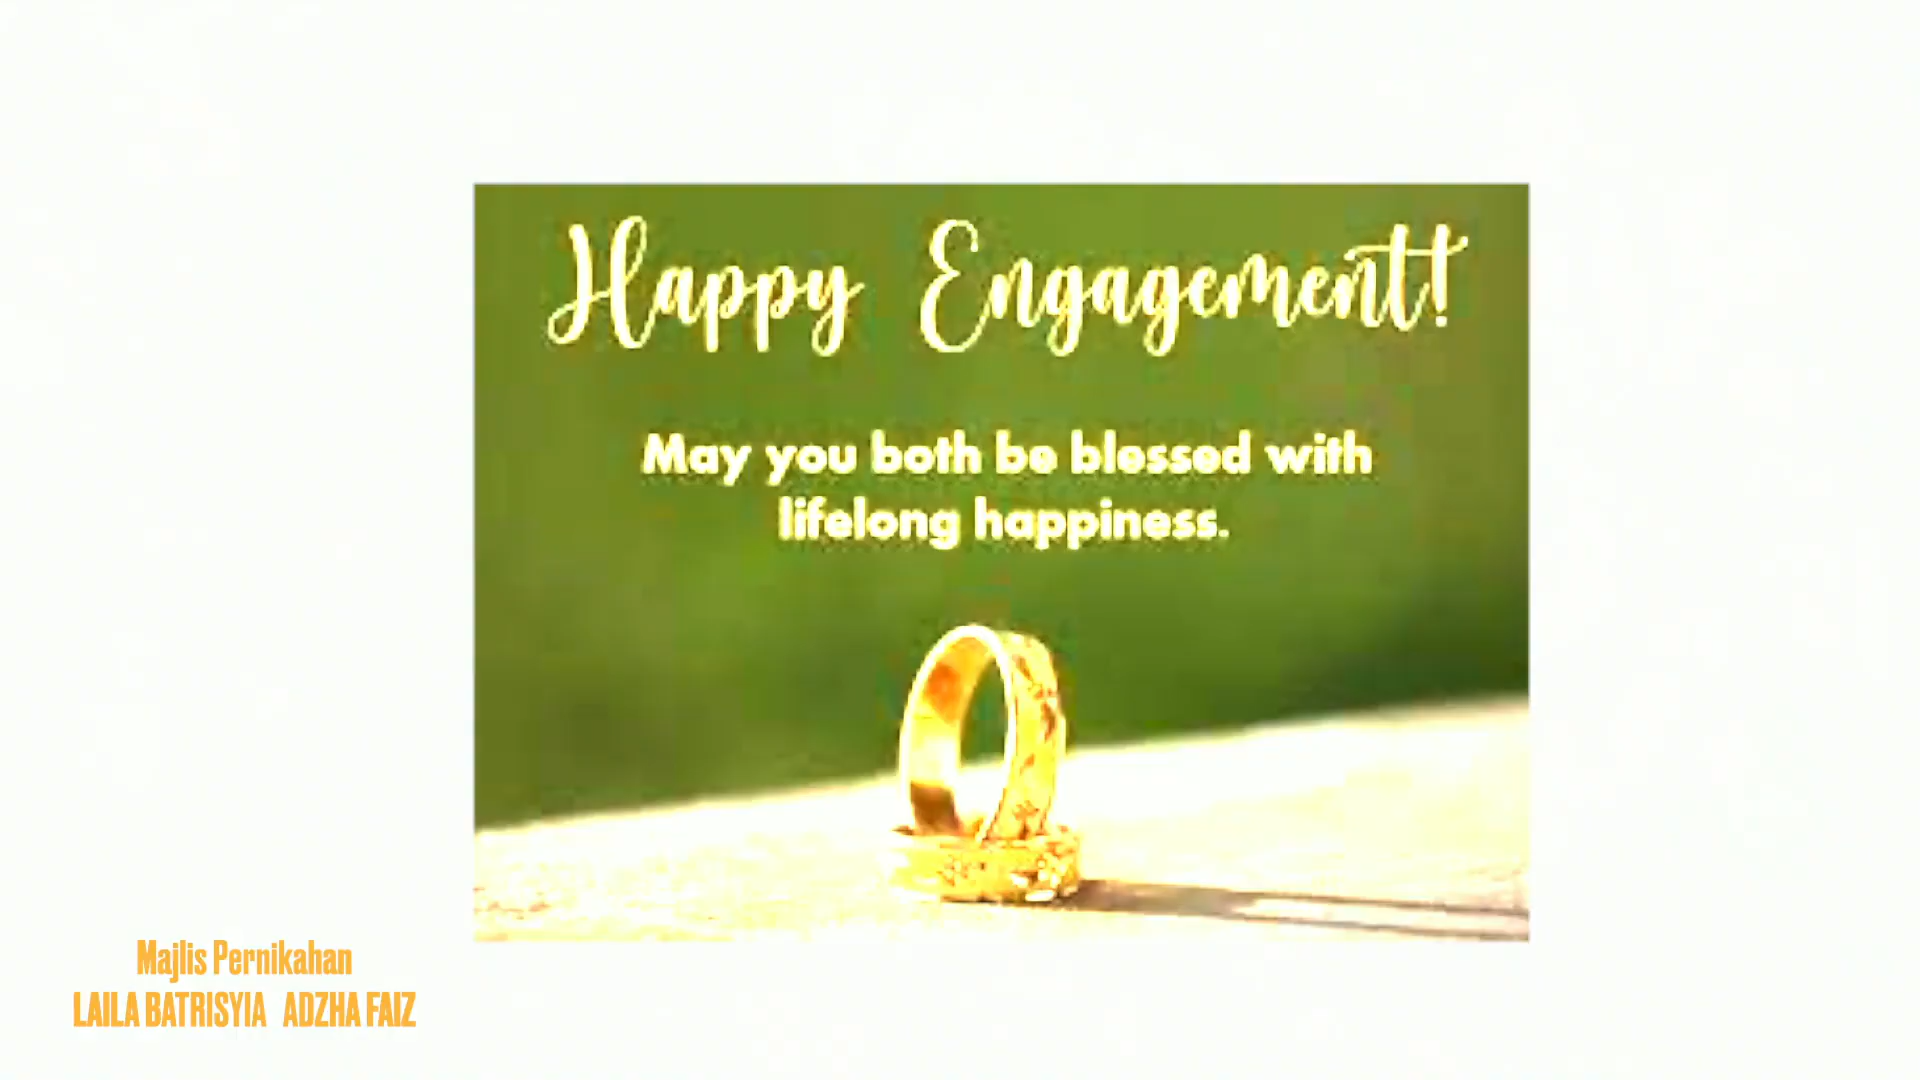 Happy Engagement!
May you both be blessed with
lifelong happiness.
Majlis Pernikahan
LAILA BATRISYIA ADZHA FAIZ